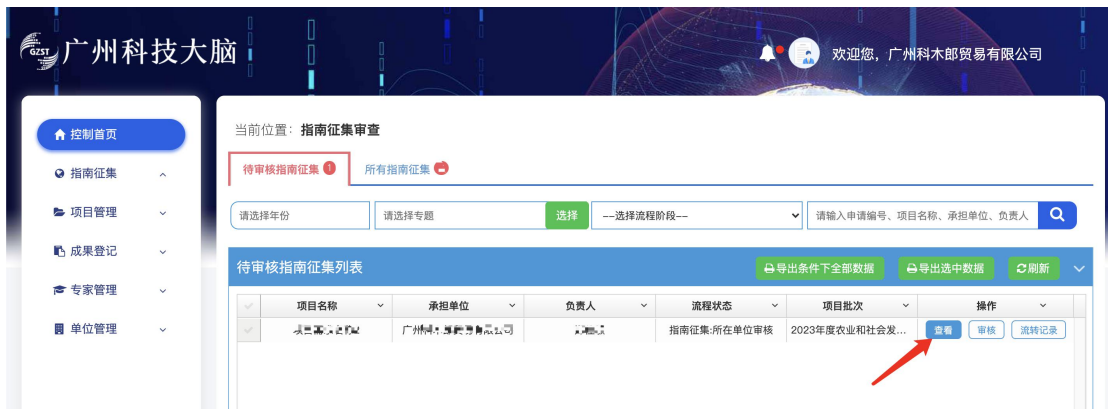 GZST 广州科技大脑
欢迎您，广州科木郎贸易有限公司
控制首页
指南征集
项目管理
成果登记
专家管理
单位管理
当前位置：指南征集审查
待审核指南征集 1 所有指南征集
请选择年份 请选择专题 选择 --选择流程阶段-- 请输入申请编号、项目名称、承担单位、负责人
待审核指南征集列表 导出条件下全部数据 导出选中数据 刷新
项目名称 承担单位 负责人 流程状态 项目批次 操作
广州 指南征集:所在单位审核 2023年度农业和社会发... 查看 审核 流转记录